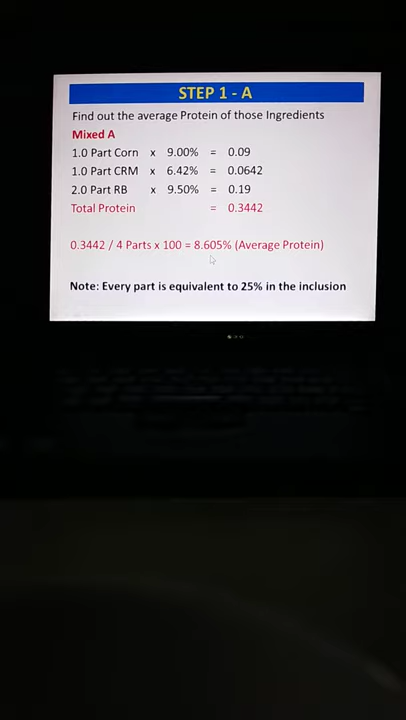 STEP 1 - A
Find out the average Protein of those Ingredients
Mixed A
1.0 Part Corn x 9.00% = 0.09
1.0 Part CRM x 6.42% = 0.0642
2.0 Part RB x 9.50% = 0.19
Total Protein = 0.3442
0.3442 / 4 Parts x 100 = 8.605% (Average Protein)
Note: Every part is equivalent to 25% in the inclusion